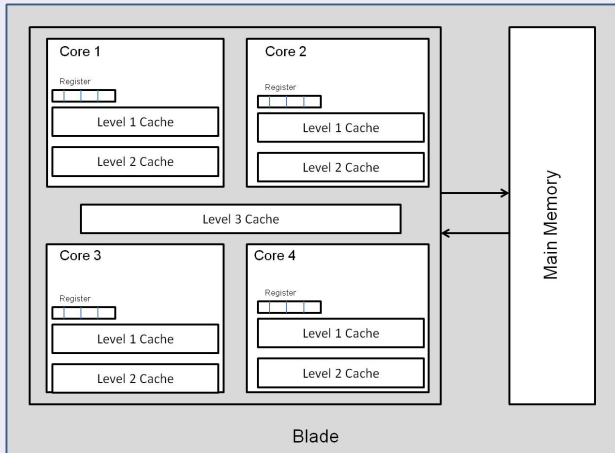 Core 1
Register
Level 1 Cache
Level 2 Cache
Core 2
Register
Level 1 Cache
Level 2 Cache
Level 3 Cache
Core 3
Register
Level 1 Cache
Level 2 Cache
Core 4
Register
Level 1 Cache
Level 2 Cache
Main Memory
Blade